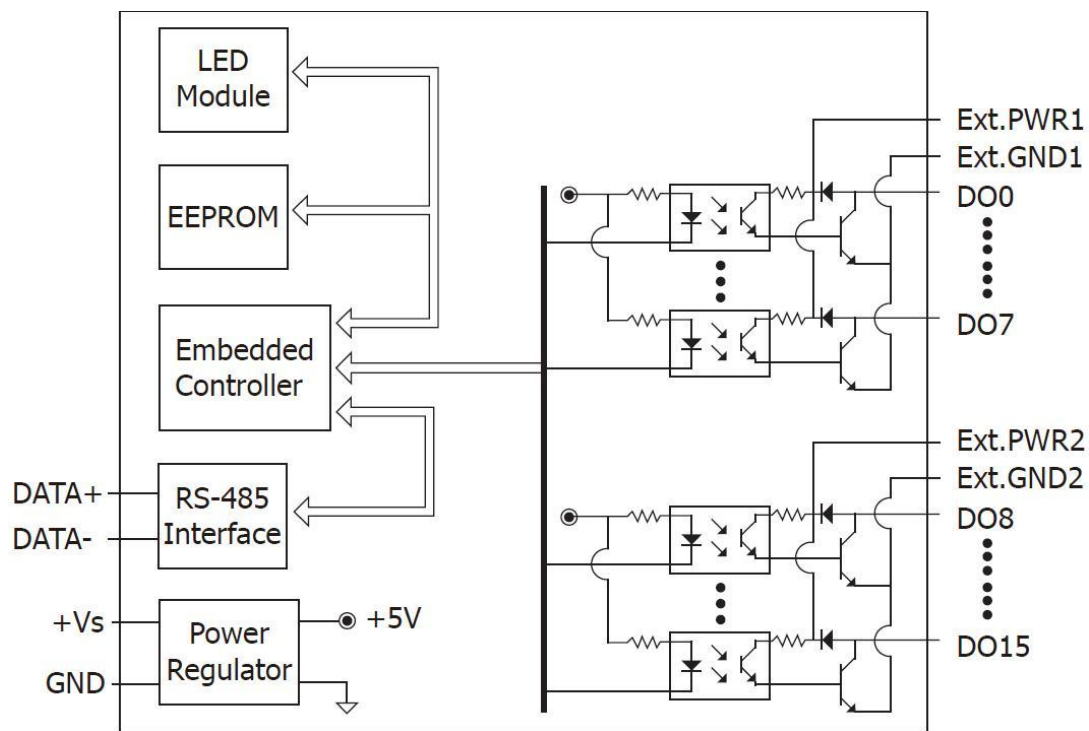 LED
Module
EEPROM
Embedded
Controller
DATA+
DATA-
RS-485
Interface
+Vs
GND
Power
Regulator
+5V
Ext.PWR1
Ext.GND1
DO0
DO7
Ext.PWR2
Ext.GND2
DO8
DO15